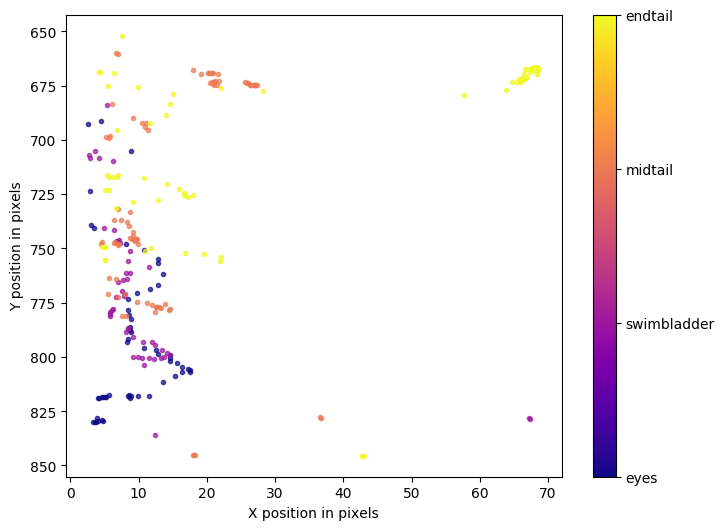 650
675
700
725
750
775
800
825
850
Y position in pixels
0
10
20
30
40
50
60
70
X position in pixels
endtail
midtail
swimbladder
eyes